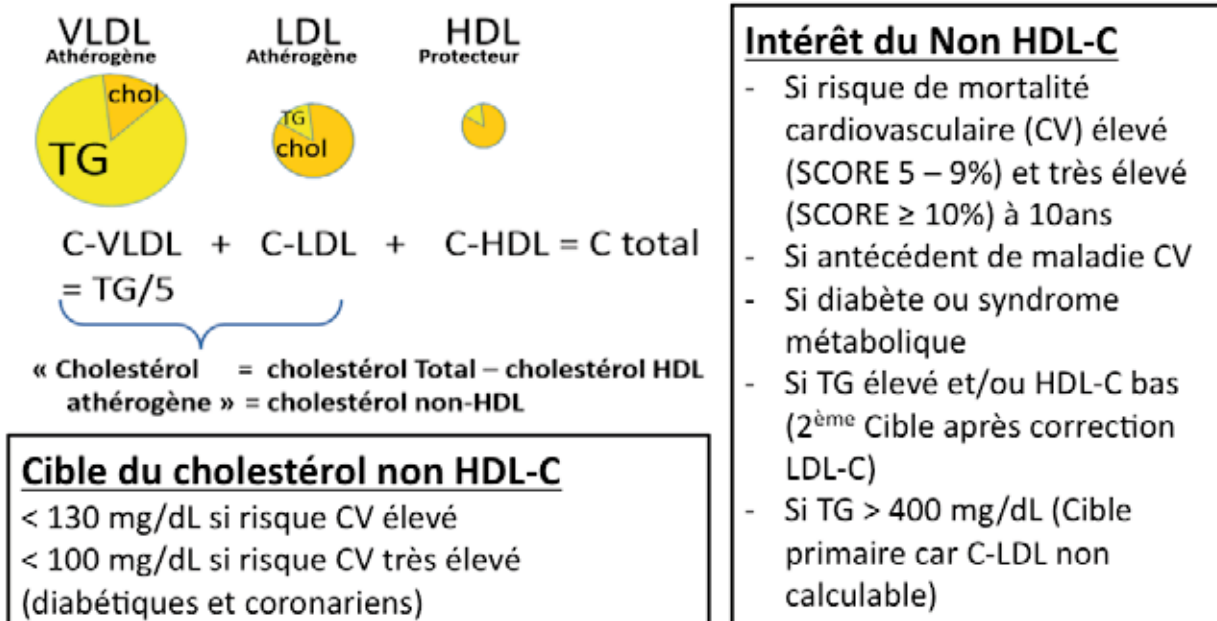 VLDL
Athérogène
LDL
Athérogène
HDL
Protecteur
chol
TG
TG
chol
C-VLDL + C-LDL + C-HDL = C total
= TG/5
« Cholestérol = cholestérol Total – cholestérol HDL
athérogène » = cholestérol non-HDL
Cible du cholestérol non HDL-C
< 130 mg/dL si risque CV élevé
< 100 mg/dL si risque CV très élevé
(diabétiques et coronariens)
Intérêt du Non HDL-C
- Si risque de mortalité
cardiovasculaire (CV) élevé
(SCORE 5 – 9%) et très élevé
(SCORE ≥ 10%) à 10ans
- Si antécédent de maladie CV
- Si diabète ou syndrome
métabolique
- Si TG élevé et/ou HDL-C bas
(2ème Cible après correction
LDL-C)
- Si TG > 400 mg/dL (Cible
primaire car C-LDL non
calculable)